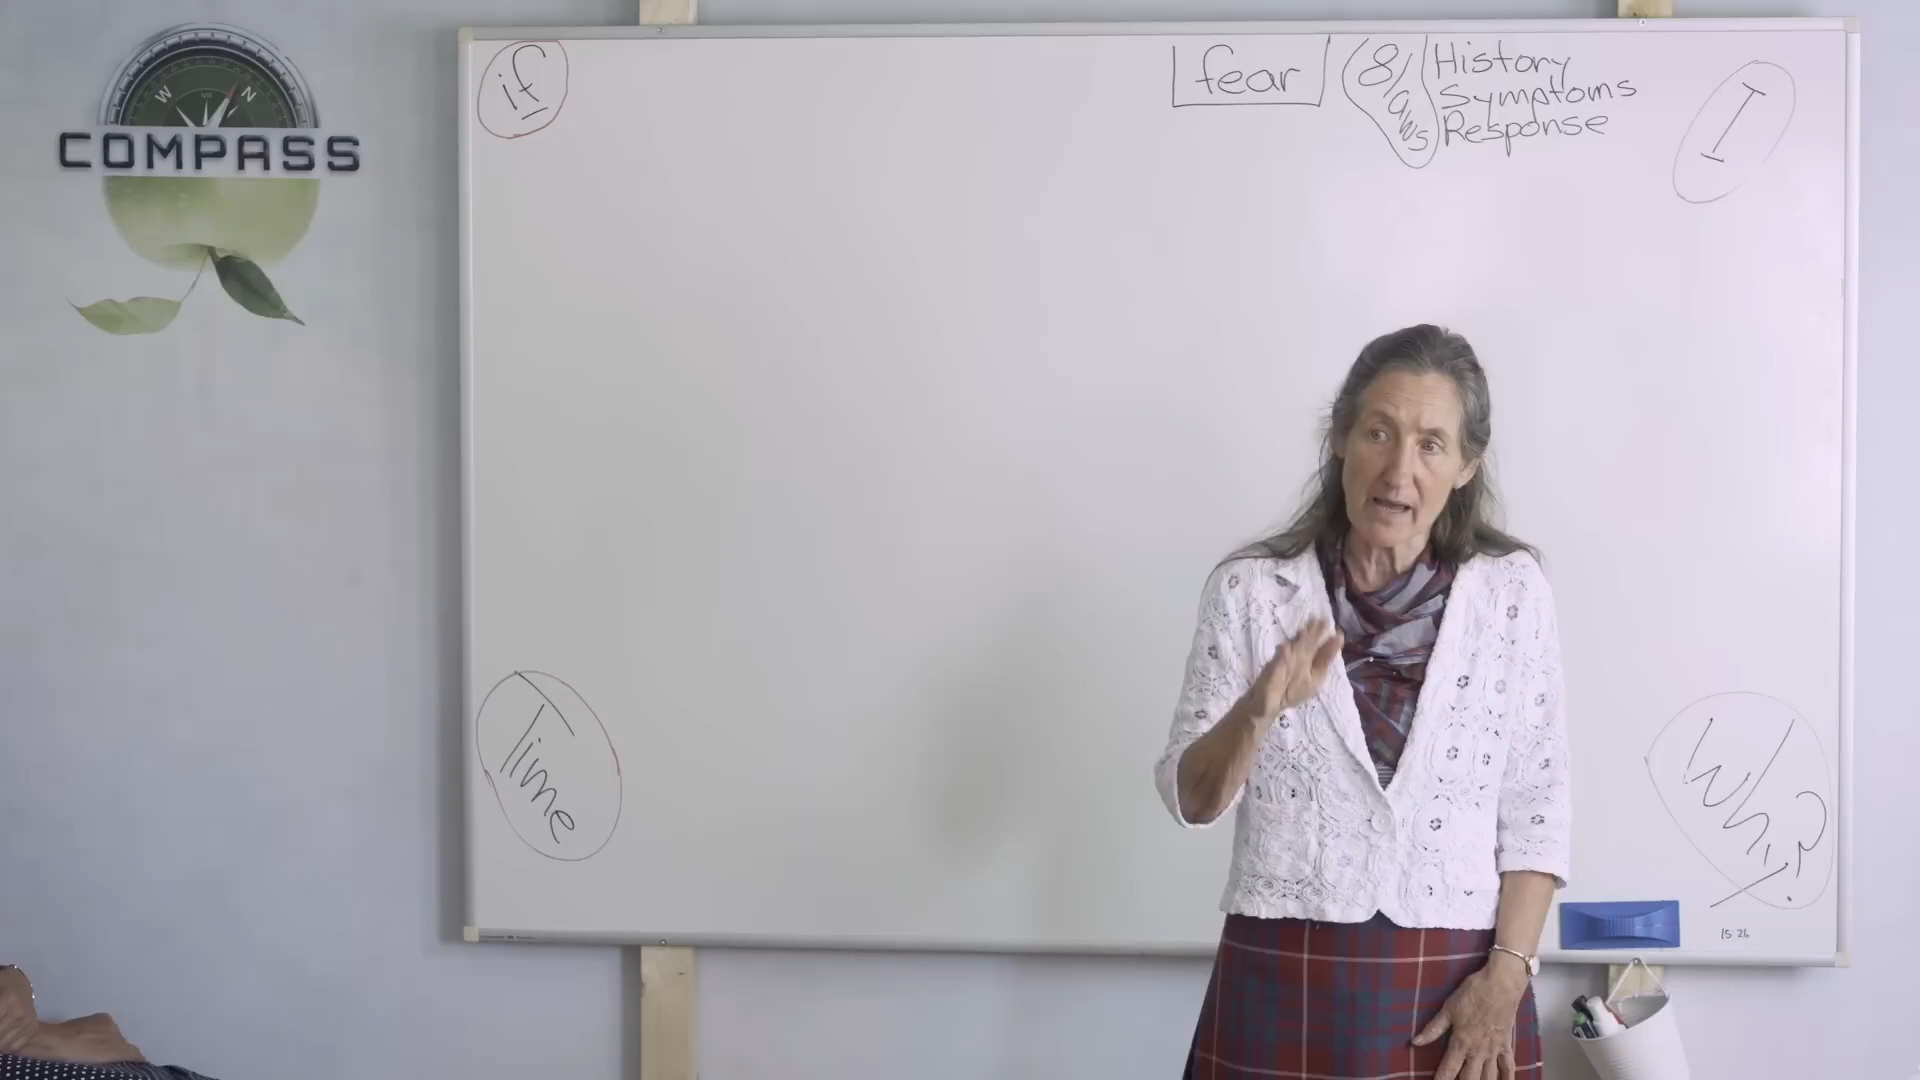 W N
COMPASS
if
fear
8 laws
History
Symptoms
Response
I
Time
Why?
15:26